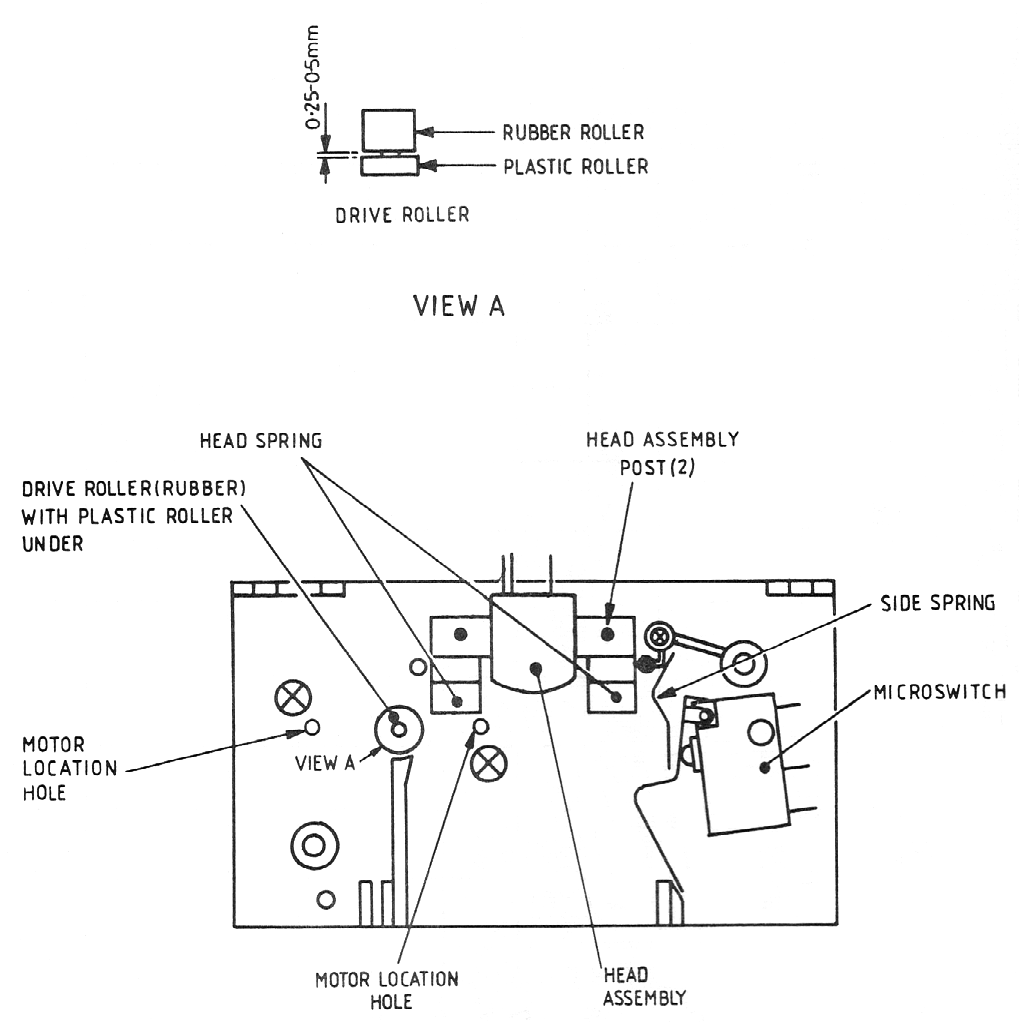 0·25-0·5mm
RUBBER ROLLER
PLASTIC ROLLER
DRIVE ROLLER
VIEW A
HEAD SPRING
HEAD ASSEMBLY
POST(2)
DRIVE ROLLER(RUBBER)
WITH PLASTIC ROLLER
UNDER
SIDE SPRING
MICROSWITCH
MOTOR
LOCATION
HOLE
VIEW A
MOTOR LOCATION
HOLE
HEAD
ASSEMBLY